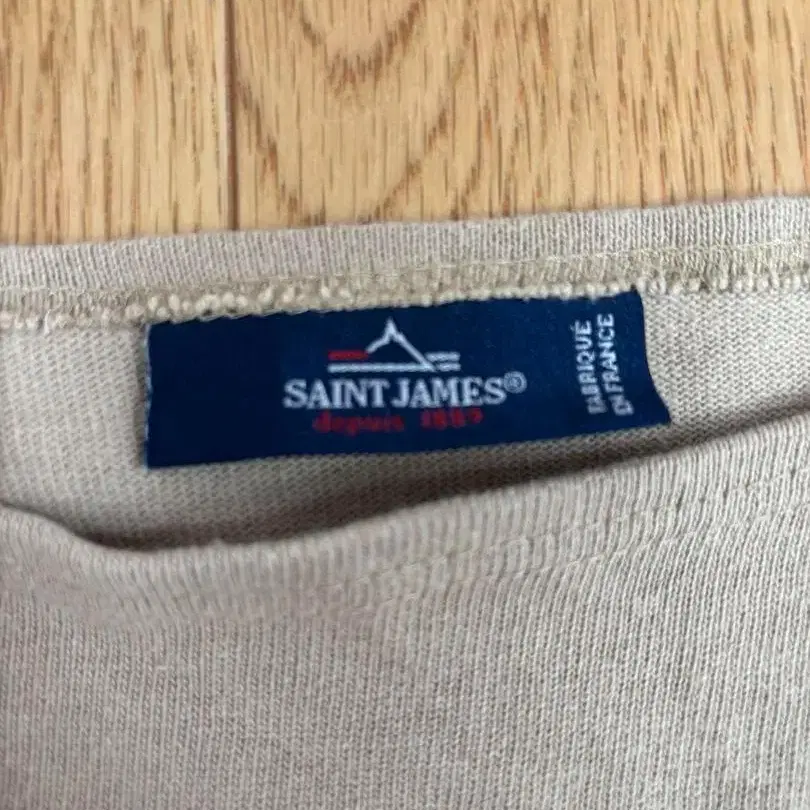 SAINT JAMES®
depuis 1889
FABRIQUÉ
EN FRANCE